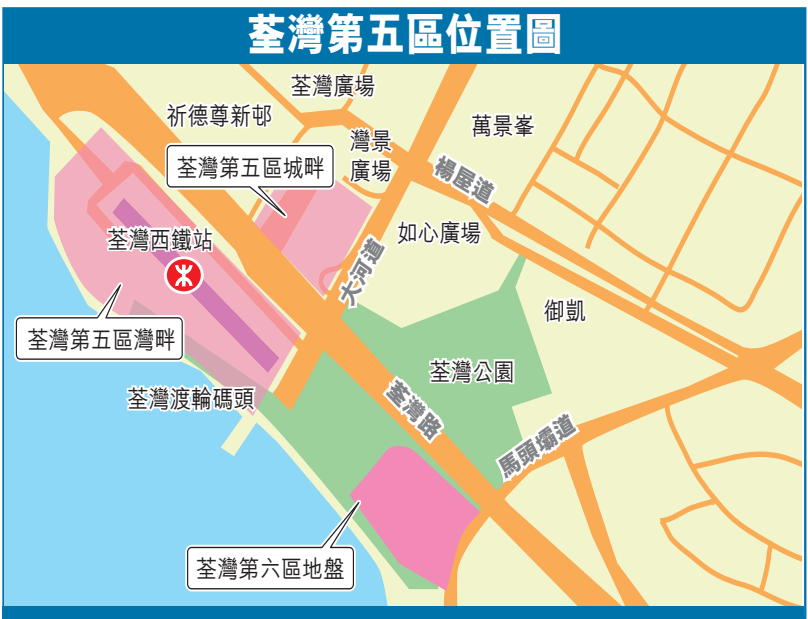 荃灣第五區位置圖
荃灣廣場
祈德尊新邨
灣景
廣場
萬景峯
荃灣第五區城畔
楊屋道
荃灣西鐵站
如心廣場
大河道
御凱
荃灣第五區灣畔
荃灣公園
荃灣渡輪碼頭
荃灣路
馬頭壩道
荃灣第六區地盤